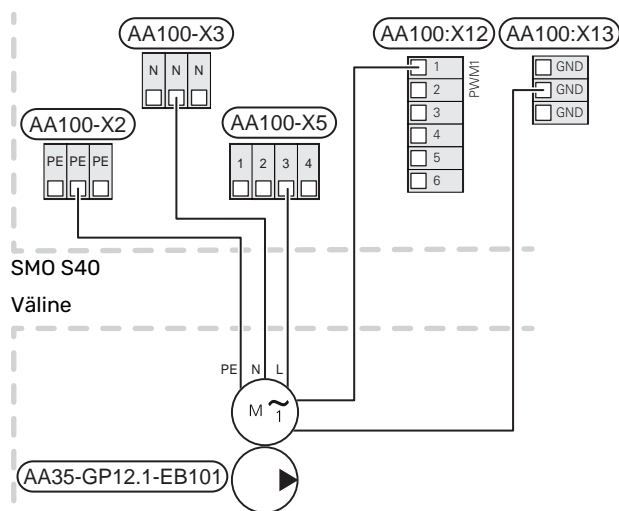 AA100-X3
AA100:X12
AA100:X13
N N N
1
2
3
4
5
6
PWM1
GND
GND
GND
AA100-X2
AA100-X5
PE PE PE
1 2 3 4
SMO S40
Väline
PE N L
M ~
1
AA35-GP12.1-EB101